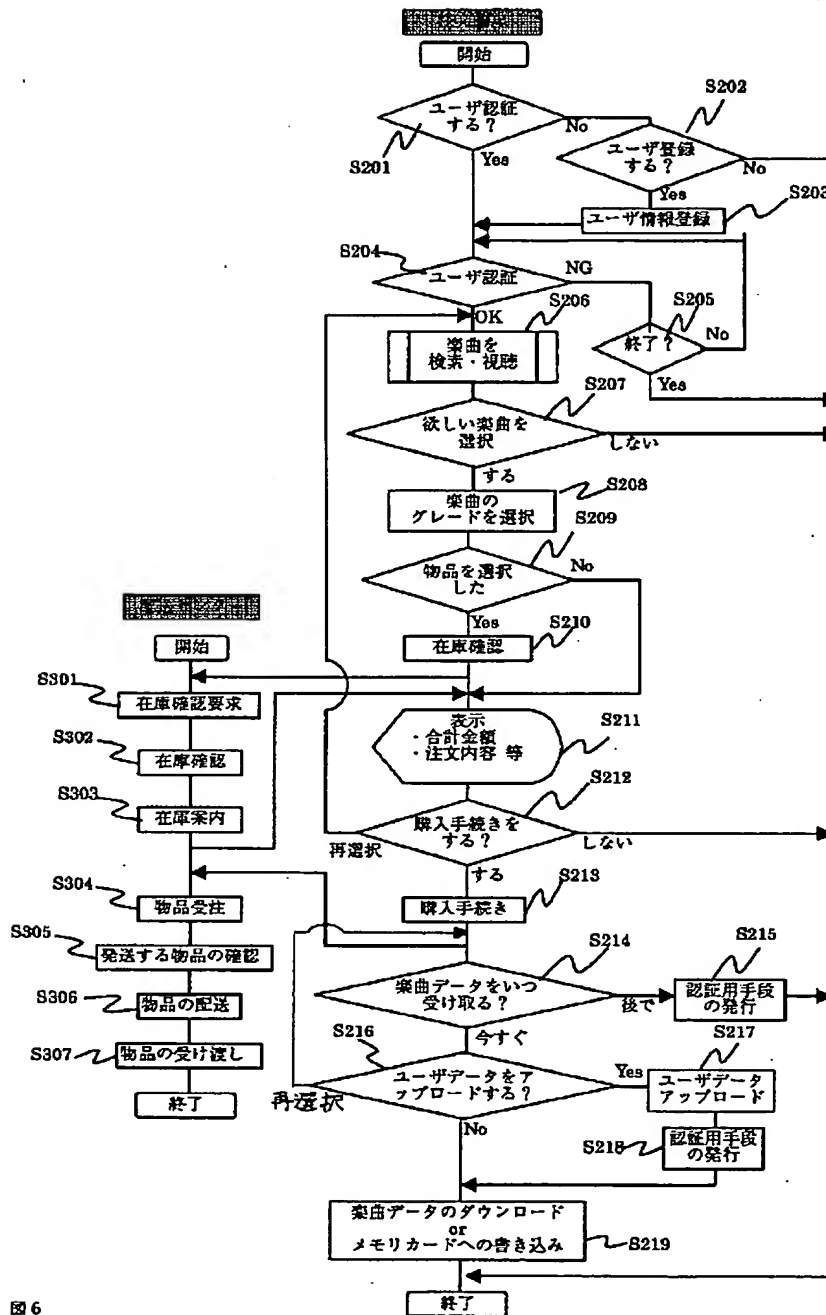 開始
S202
ユーザ認証
する？
No
S201
Yes
ユーザ登録
する？
No
Yes
S203
ユーザ情報登録
S204
ユーザ認証
NG
S205
OK
S206
終了？
No
Yes
楽曲を
検索・視聴
S207
欲しい楽曲を
選択
しない
する
S208
楽曲の
グレードを選択
S209
物品を選択
した
No
Yes
S210
在庫確認
開始
S301
在庫確認要求
表示
・合計金額
・注文内容 等
S211
S302
在庫確認
S212
S303
在庫案内
購入手続きを
する？
再選択
しない
する
S213
S304
物品受注
購入手続き
S305
発送する物品の確認
S214
S215
楽曲データをいつ
受け取る？
後で
認証用手段
の発行
S306
物品の配送
今すぐ
S216
S217
S307
物品の受け渡し
ユーザデータをア
ップロードする？
Yes
ユーザデータ
アップロード
再選択
終了
No
S218
認証用手段
の発行
楽曲データのダウンロード
or
メモリカードへの書き込み
S219
終了
図6